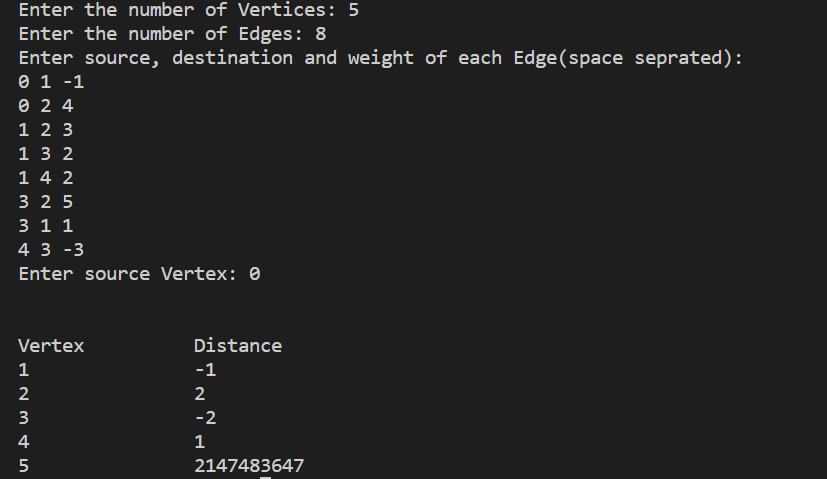 Enter the number of Vertices: 5
Enter the number of Edges: 8
Enter source, destination and weight of each Edge(space seprated):
0 1 -1
0 2 4
1 2 3
1 3 2
1 4 2
3 2 5
3 1 1
4 3 -3
Enter source Vertex: 0
Vertex Distance
1 -1
2 2
3 -2
4 1
5 2147483647